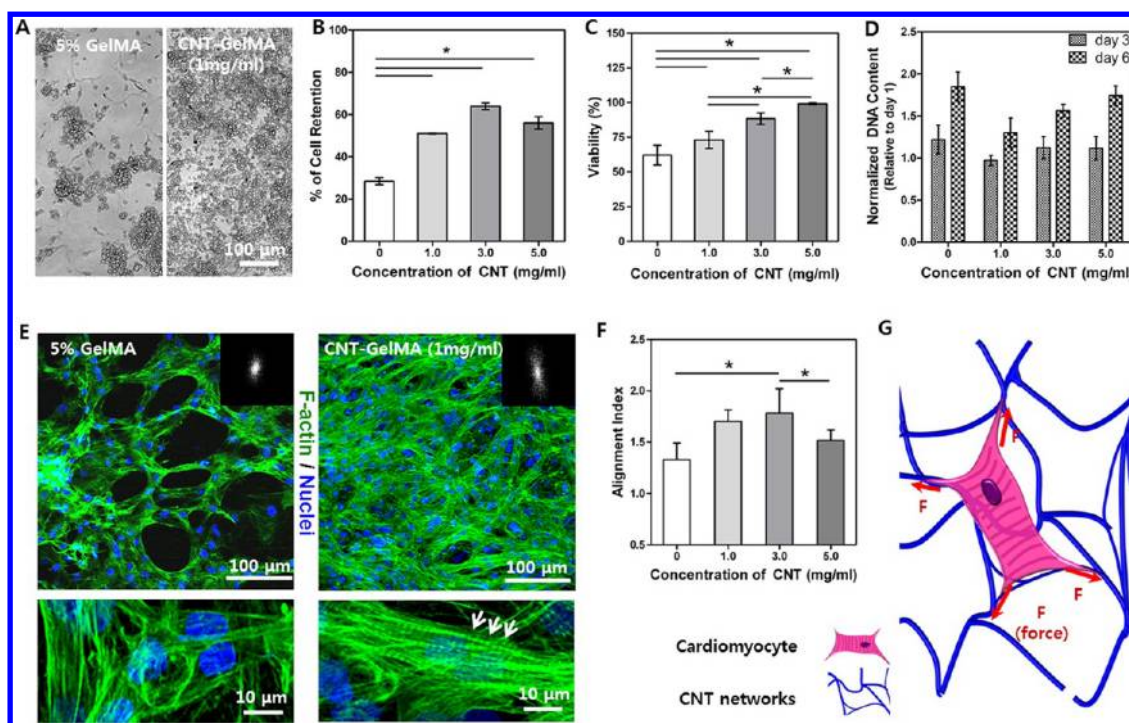 A
5% GelMA
CNT-GelMA
(1mg/ml)
100 µm
B
% of Cell Retention
100
80
60
40
20
0
*
0
1.0
3.0
5.0
Concentration of CNT (mg/ml)
C
Viability (%)
150
125
100
75
50
25
0
*
*
*
*
0
1.0
3.0
5.0
Concentration of CNT (mg/ml)
D
Normalized DNA Content
(Relative to day 1)
2.5
2.0
1.5
1.0
0.5
0.0
day 3
day 6
0
1.0
3.0
5.0
Concentration of CNT (mg/ml)
E
5% GelMA
100 µm
F-actin / Nuclei
CNT-GelMA (1mg/ml)
100 µm
10 µm
10 µm
F
Alignment Index
2.5
2.0
1.5
1.0
0.5
*
*
0
1.0
3.0
5.0
Concentration of CNT (mg/ml)
Cardiomyocyte
CNT networks
G
F
F
F
F
(force)